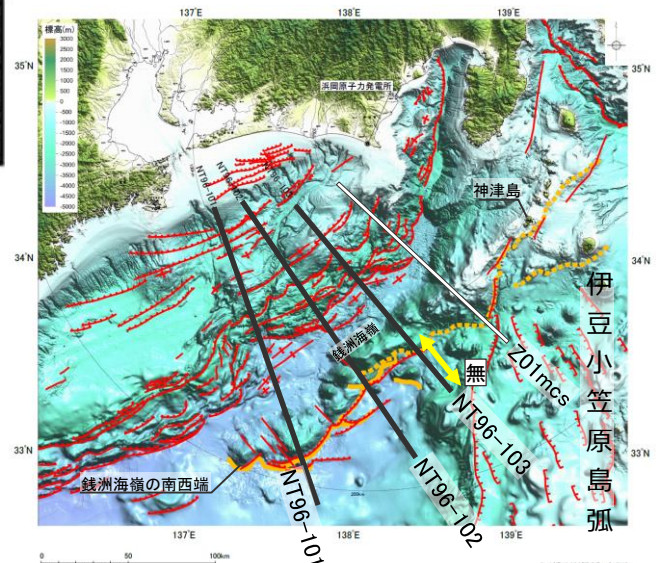 137°E
138°E
139°E
標高(m)
3000
2500
2000
1500
1000
500
0
-500
-1000
-1500
-2000
-2500
-3000
-3500
-4000
-4500
-5000
35°N
35°N
浜岡原子力発電所
神津島
34°N
34°N
伊豆小笠原島弧
銭洲海嶺
無
Z01mcs
NT96-103
33°N
33°N
銭洲海嶺の南西端
NT96-102
NT96-101
137°E
138°E
139°E
0
50
100km